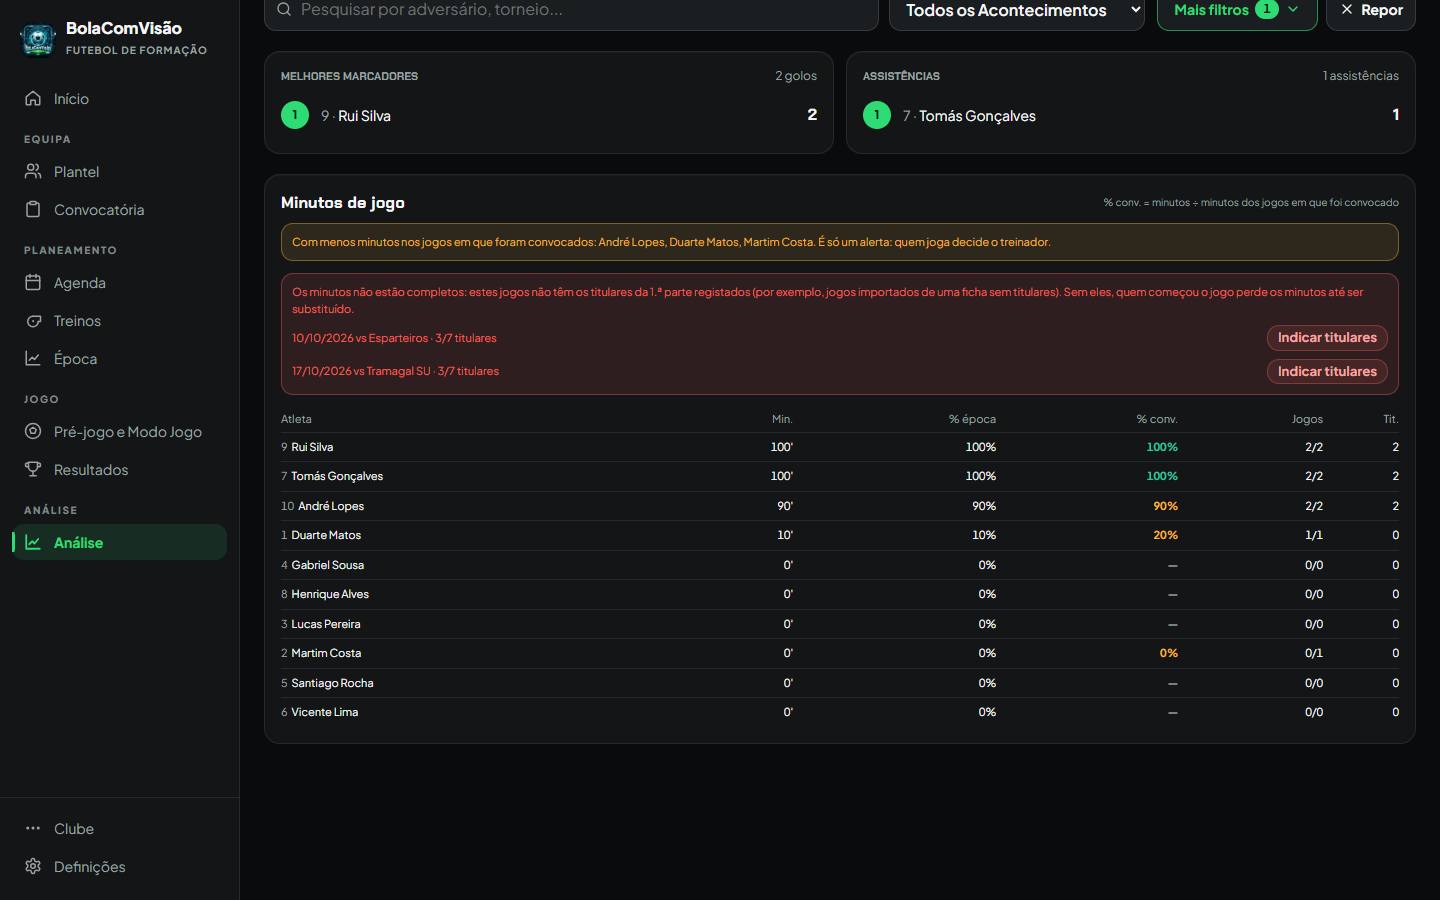 BolaComVisão
FUTEBOL DE FORMAÇÃO
Início
EQUIPA
Plantel
Convocatória
PLANEAMENTO
Agenda
Treinos
Época
JOGO
Pré-jogo e Modo Jogo
Resultados
ANÁLISE
Análise
Clube
Definições
Pesquisar por adversário, torneio...
Todos os Acontecimentos
Mais filtros 1
Repor
MELHORES MARCADORES 2 golos
1 9 · Rui Silva 2
ASSISTÊNCIAS 1 assistências
1 7 · Tomás Gonçalves 1
Minutos de jogo % conv. = minutos ÷ minutos dos jogos em que foi convocado
Com menos minutos nos jogos em que foram convocados: André Lopes, Duarte Matos, Martim Costa. É só um alerta: quem joga decide o treinador.
Os minutos não estão completos: estes jogos não têm os titulares da 1.ª parte registados (por exemplo, jogos importados de uma ficha sem titulares). Sem eles, quem começou o jogo perde os minutos até ser
substituído.
10/10/2026 vs Esparteiros · 3/7 titulares Indicar titulares
17/10/2026 vs Tramagal SU · 3/7 titulares Indicar titulares
Atleta Min. % época % conv. Jogos Tit.
9 Rui Silva 100' 100% 100% 2/2 2
7 Tomás Gonçalves 100' 100% 100% 2/2 2
10 André Lopes 90' 90% 90% 2/2 2
1 Duarte Matos 10' 10% 20% 1/1 0
4 Gabriel Sousa 0' 0% — 0/0 0
8 Henrique Alves 0' 0% — 0/0 0
3 Lucas Pereira 0' 0% — 0/0 0
2 Martim Costa 0' 0% 0% 0/1 0
5 Santiago Rocha 0' 0% — 0/0 0
6 Vicente Lima 0' 0% — 0/0 0